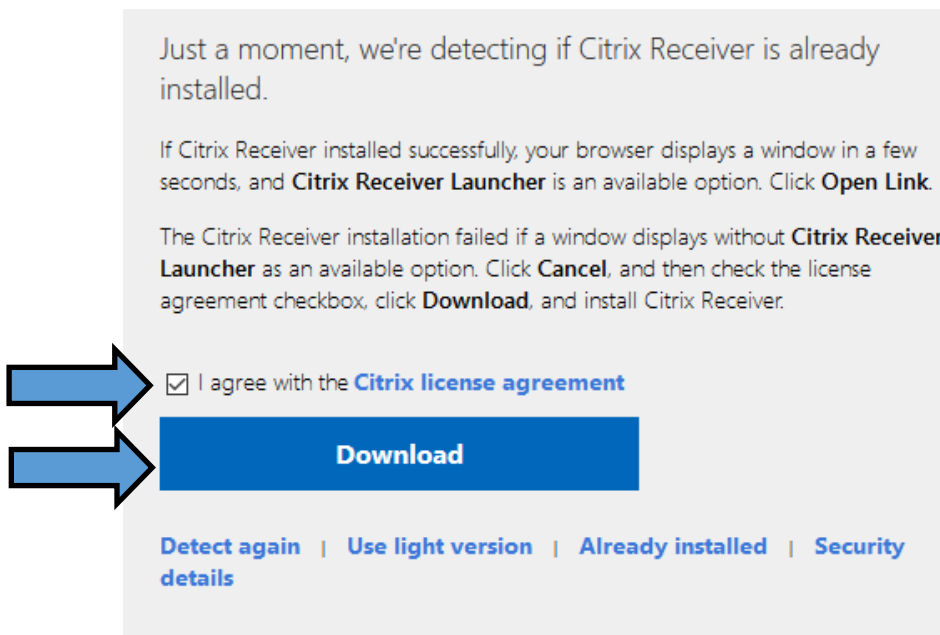 Just a moment, we're detecting if Citrix Receiver is already
installed.
If Citrix Receiver installed successfully, your browser displays a window in a few
seconds, and Citrix Receiver Launcher is an available option. Click Open Link.
The Citrix Receiver installation failed if a window displays without Citrix Receiver
Launcher as an available option. Click Cancel, and then check the license
agreement checkbox, click Download, and install Citrix Receiver.
I agree with the Citrix license agreement
Download
Detect again | Use light version | Already installed | Security
details